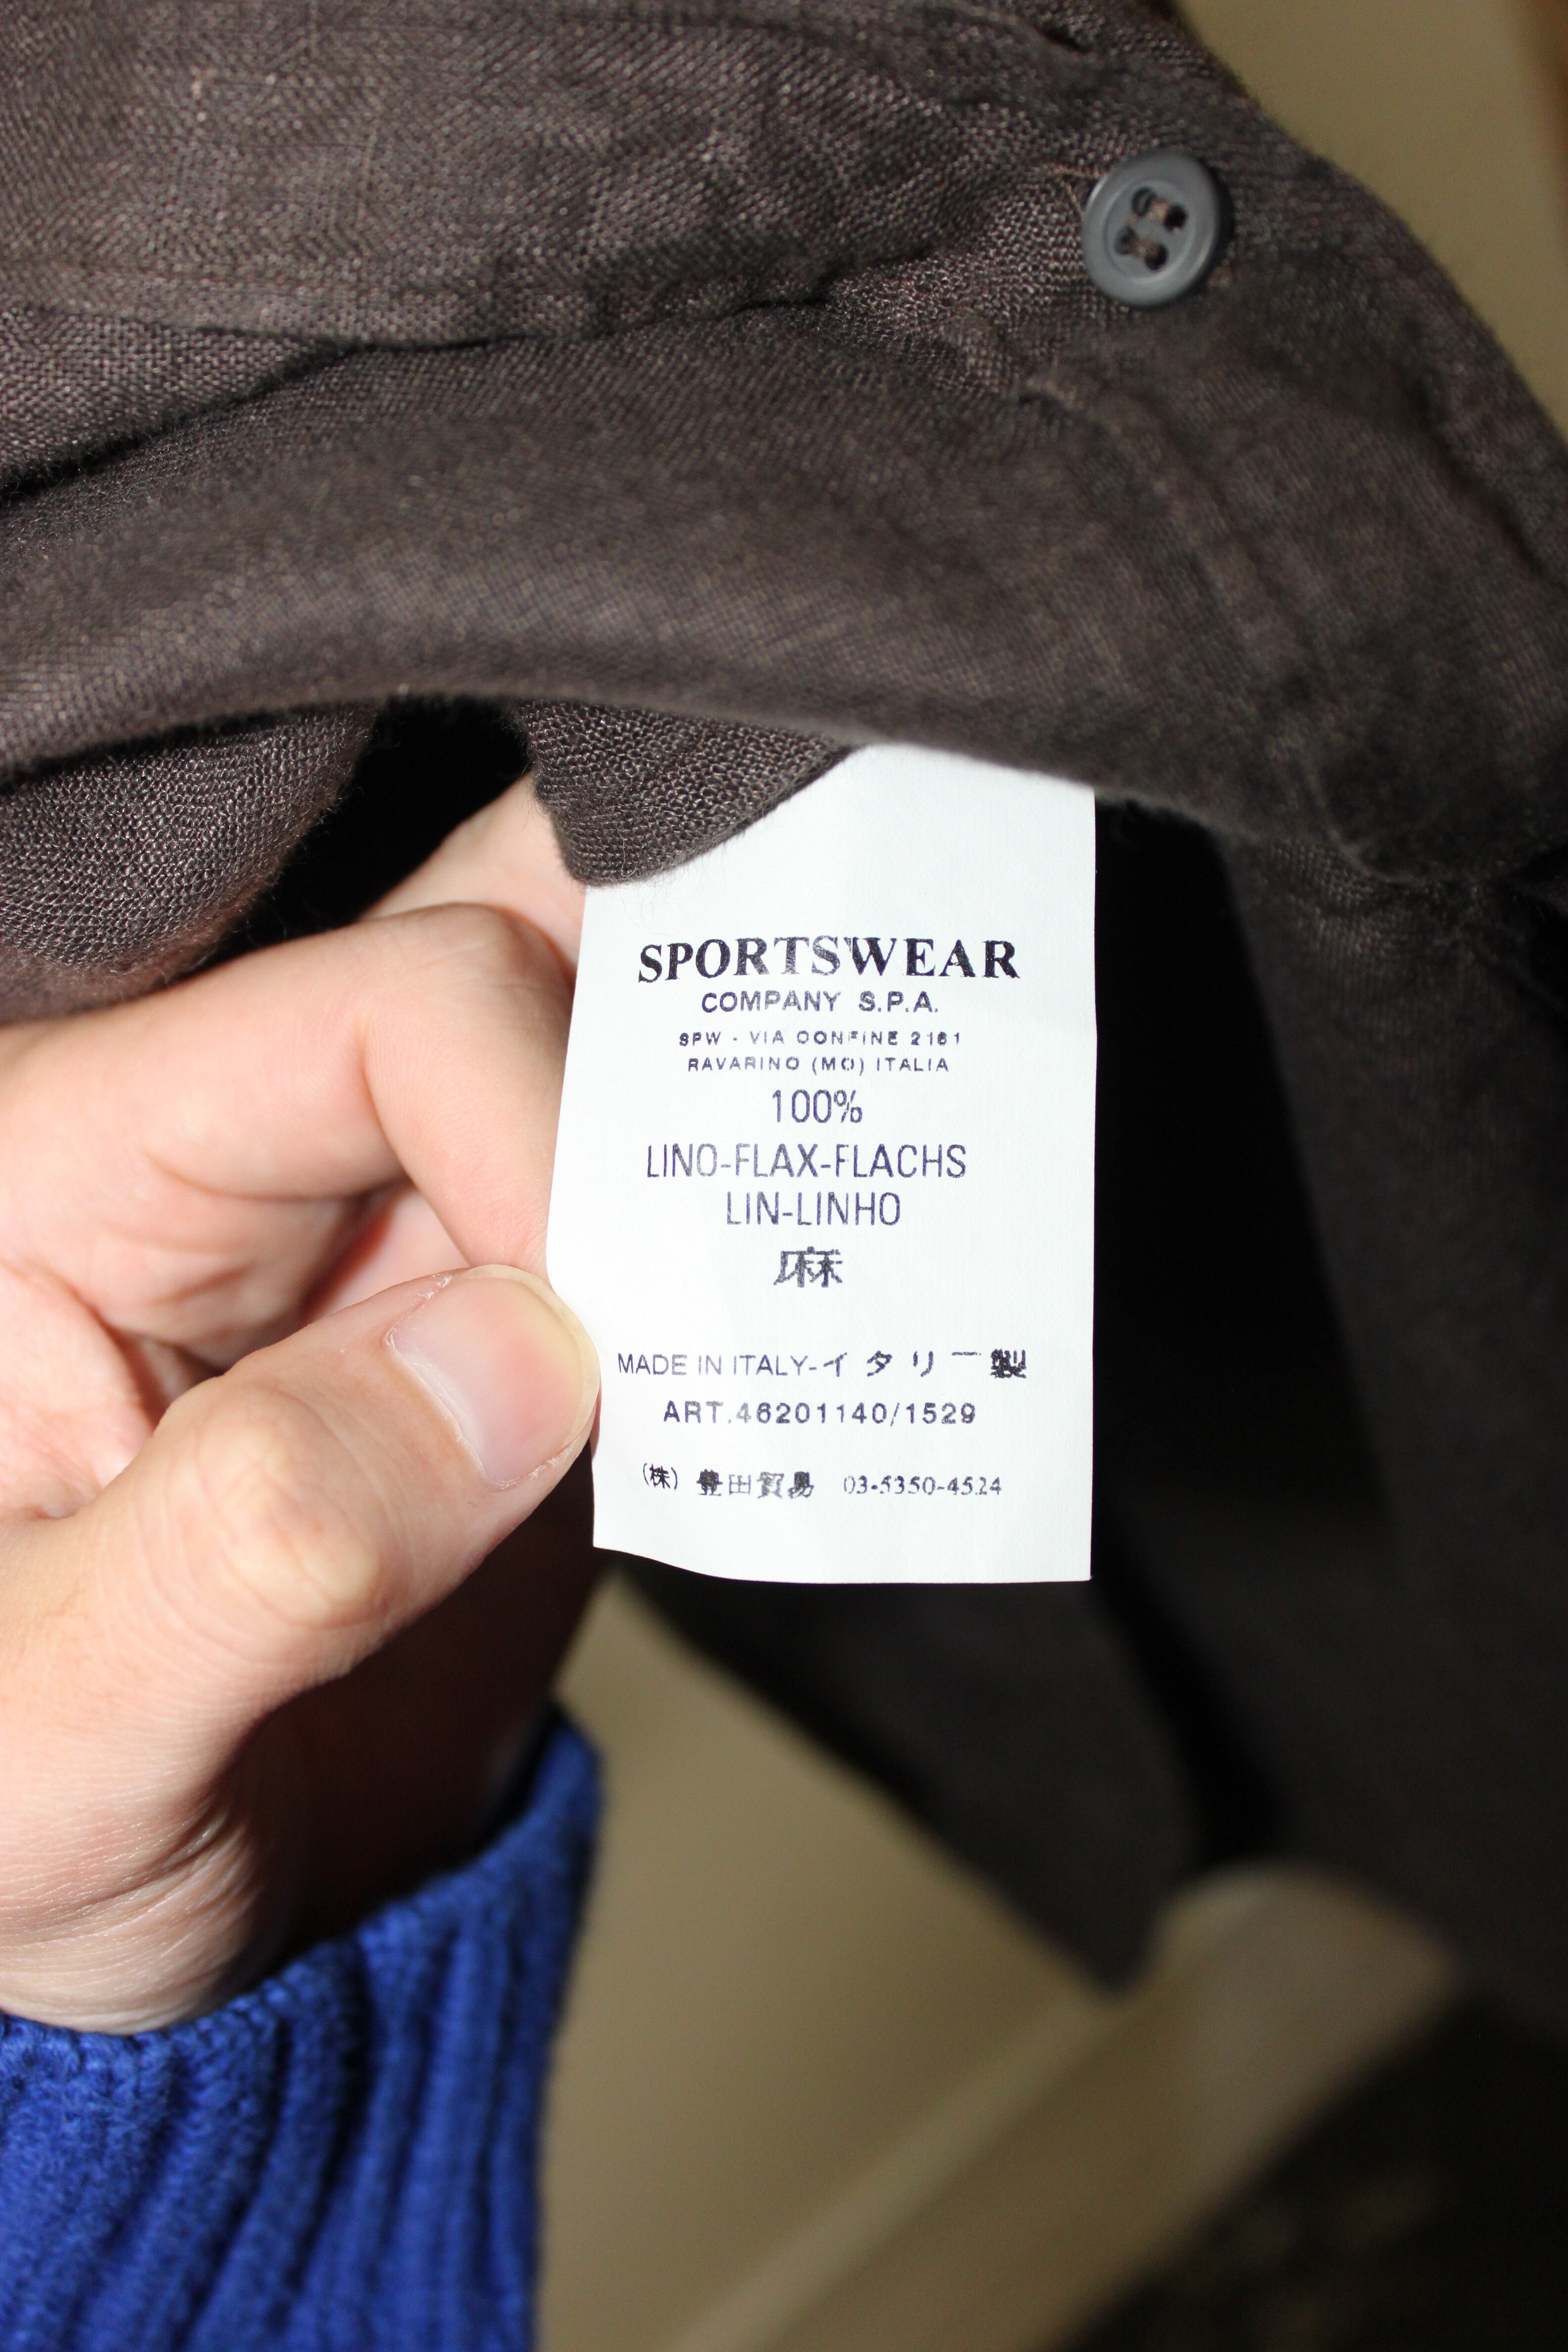 SPORTSWEAR
COMPANY S.P.A.
SPW - VIA CONFINE 2161
RAVARINO (MO) ITALIA
100%
LINO-FLAX-FLACHS
LIN-LINHO
麻
MADE IN ITALY-イタリー製
ART.46201140/1529
(株) 豊田貿易 03-5350-4524